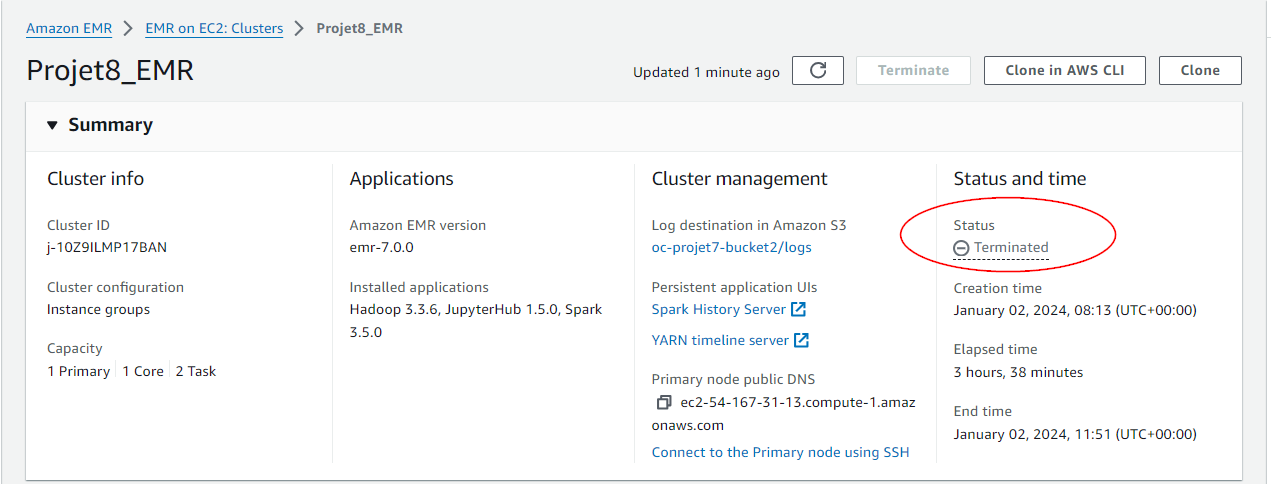 Amazon EMR > EMR on EC2: Clusters > Projet8_EMR
Projet8_EMR
Updated 1 minute ago
Terminate
Clone in AWS CLI
Clone
Summary
Cluster info
Cluster ID
j-10Z9ILMP17BAN
Cluster configuration
Instance groups
Capacity
1 Primary | 1 Core | 2 Task
Applications
Amazon EMR version
emr-7.0.0
Installed applications
Hadoop 3.3.6, JupyterHub 1.5.0, Spark
3.5.0
Cluster management
Log destination in Amazon S3
oc-projet7-bucket2/logs
Persistent application UIs
Spark History Server
YARN timeline server
Primary node public DNS
ec2-54-167-31-13.compute-1.amaz
onaws.com
Connect to the Primary node using SSH
Status and time
Status
Terminated
Creation time
January 02, 2024, 08:13 (UTC+00:00)
Elapsed time
3 hours, 38 minutes
End time
January 02, 2024, 11:51 (UTC+00:00)